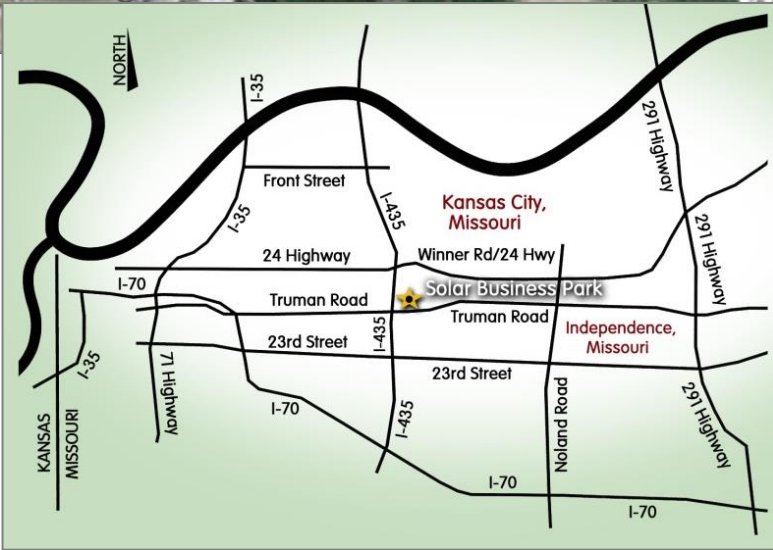 NORTH
I-35
291 Highway
Front Street
Kansas City,
Missouri
I-35
I-435
291 Highway
24 Highway
Winner Rd/24 Hwy
I-70
Solar Business Park
Truman Road
Truman Road
Independence,
Missouri
I-435
23rd Street
23rd Street
I-35
71 Highway
291 Highway
I-70
I-435
Noland Road
KANSAS
MISSOURI
I-70
I-70